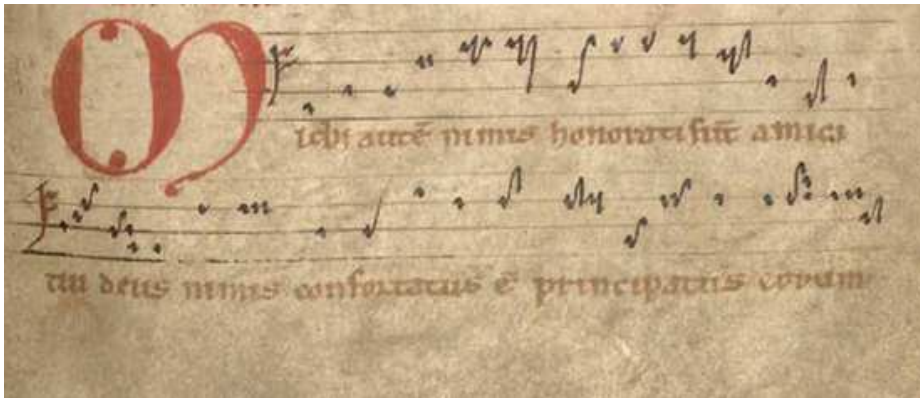 Michi autē nimis honorati sūt amici
tui deus nimis confortatus ē principatus eorum